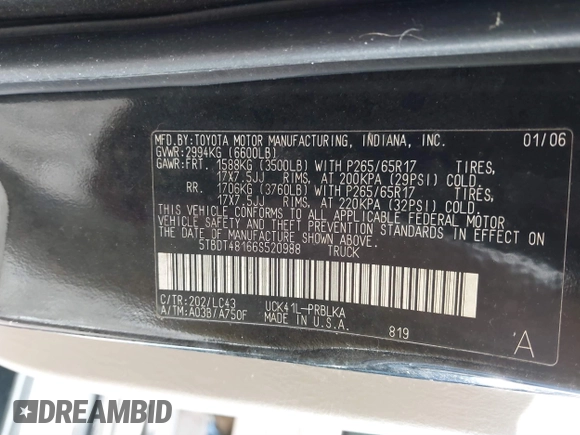 MFD.BY:TOYOTA MOTOR MANUFACTURING, INDIANA, INC. 01/06
GVWR:2994KG (6600LB)
GAWR:FRT. 1588KG (3500LB) WITH P265/65R17 TIRES,
17X7.5JJ RIMS, AT 200KPA (29PSI) COLD,
RR. 1706KG (3760LB) WITH P265/65R17 TIRES,
17X7.5JJ RIMS, AT 220KPA (32PSI) COLD
THIS VEHICLE CONFORMS TO ALL APPLICABLE FEDERAL MOTOR
VEHICLE SAFETY AND THEFT PREVENTION STANDARDS IN EFFECT ON
THE DATE OF MANUFACTURE SHOWN ABOVE.
5TBDT48166S520988 TRUCK
C/TR:202/LC43 UCK41L-PRBLKA
A/TM:A03B/A750F MADE IN U.S.A. 819
A
DREAMBID